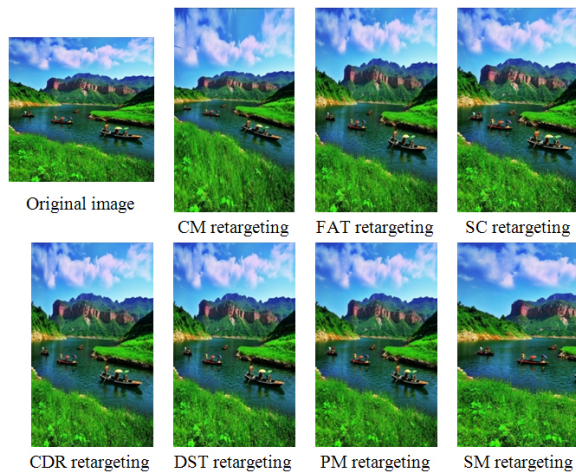 Original image
CM retargeting
FAT retargeting
SC retargeting
CDR retargeting
DST retargeting
PM retargeting
SM retargeting